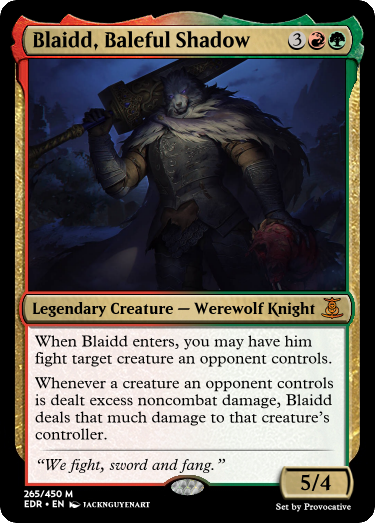 Blaidd, Baleful Shadow 3
Legendary Creature — Werewolf Knight
When Blaidd enters, you may have him
fight target creature an opponent controls.
Whenever a creature an opponent controls
is dealt excess noncombat damage, Blaidd
deals that much damage to that creature's
controller.
“We fight, sword and fang.”
5/4
265/450 M
EDR • EN JACKNGUYENART
Set by Provocative